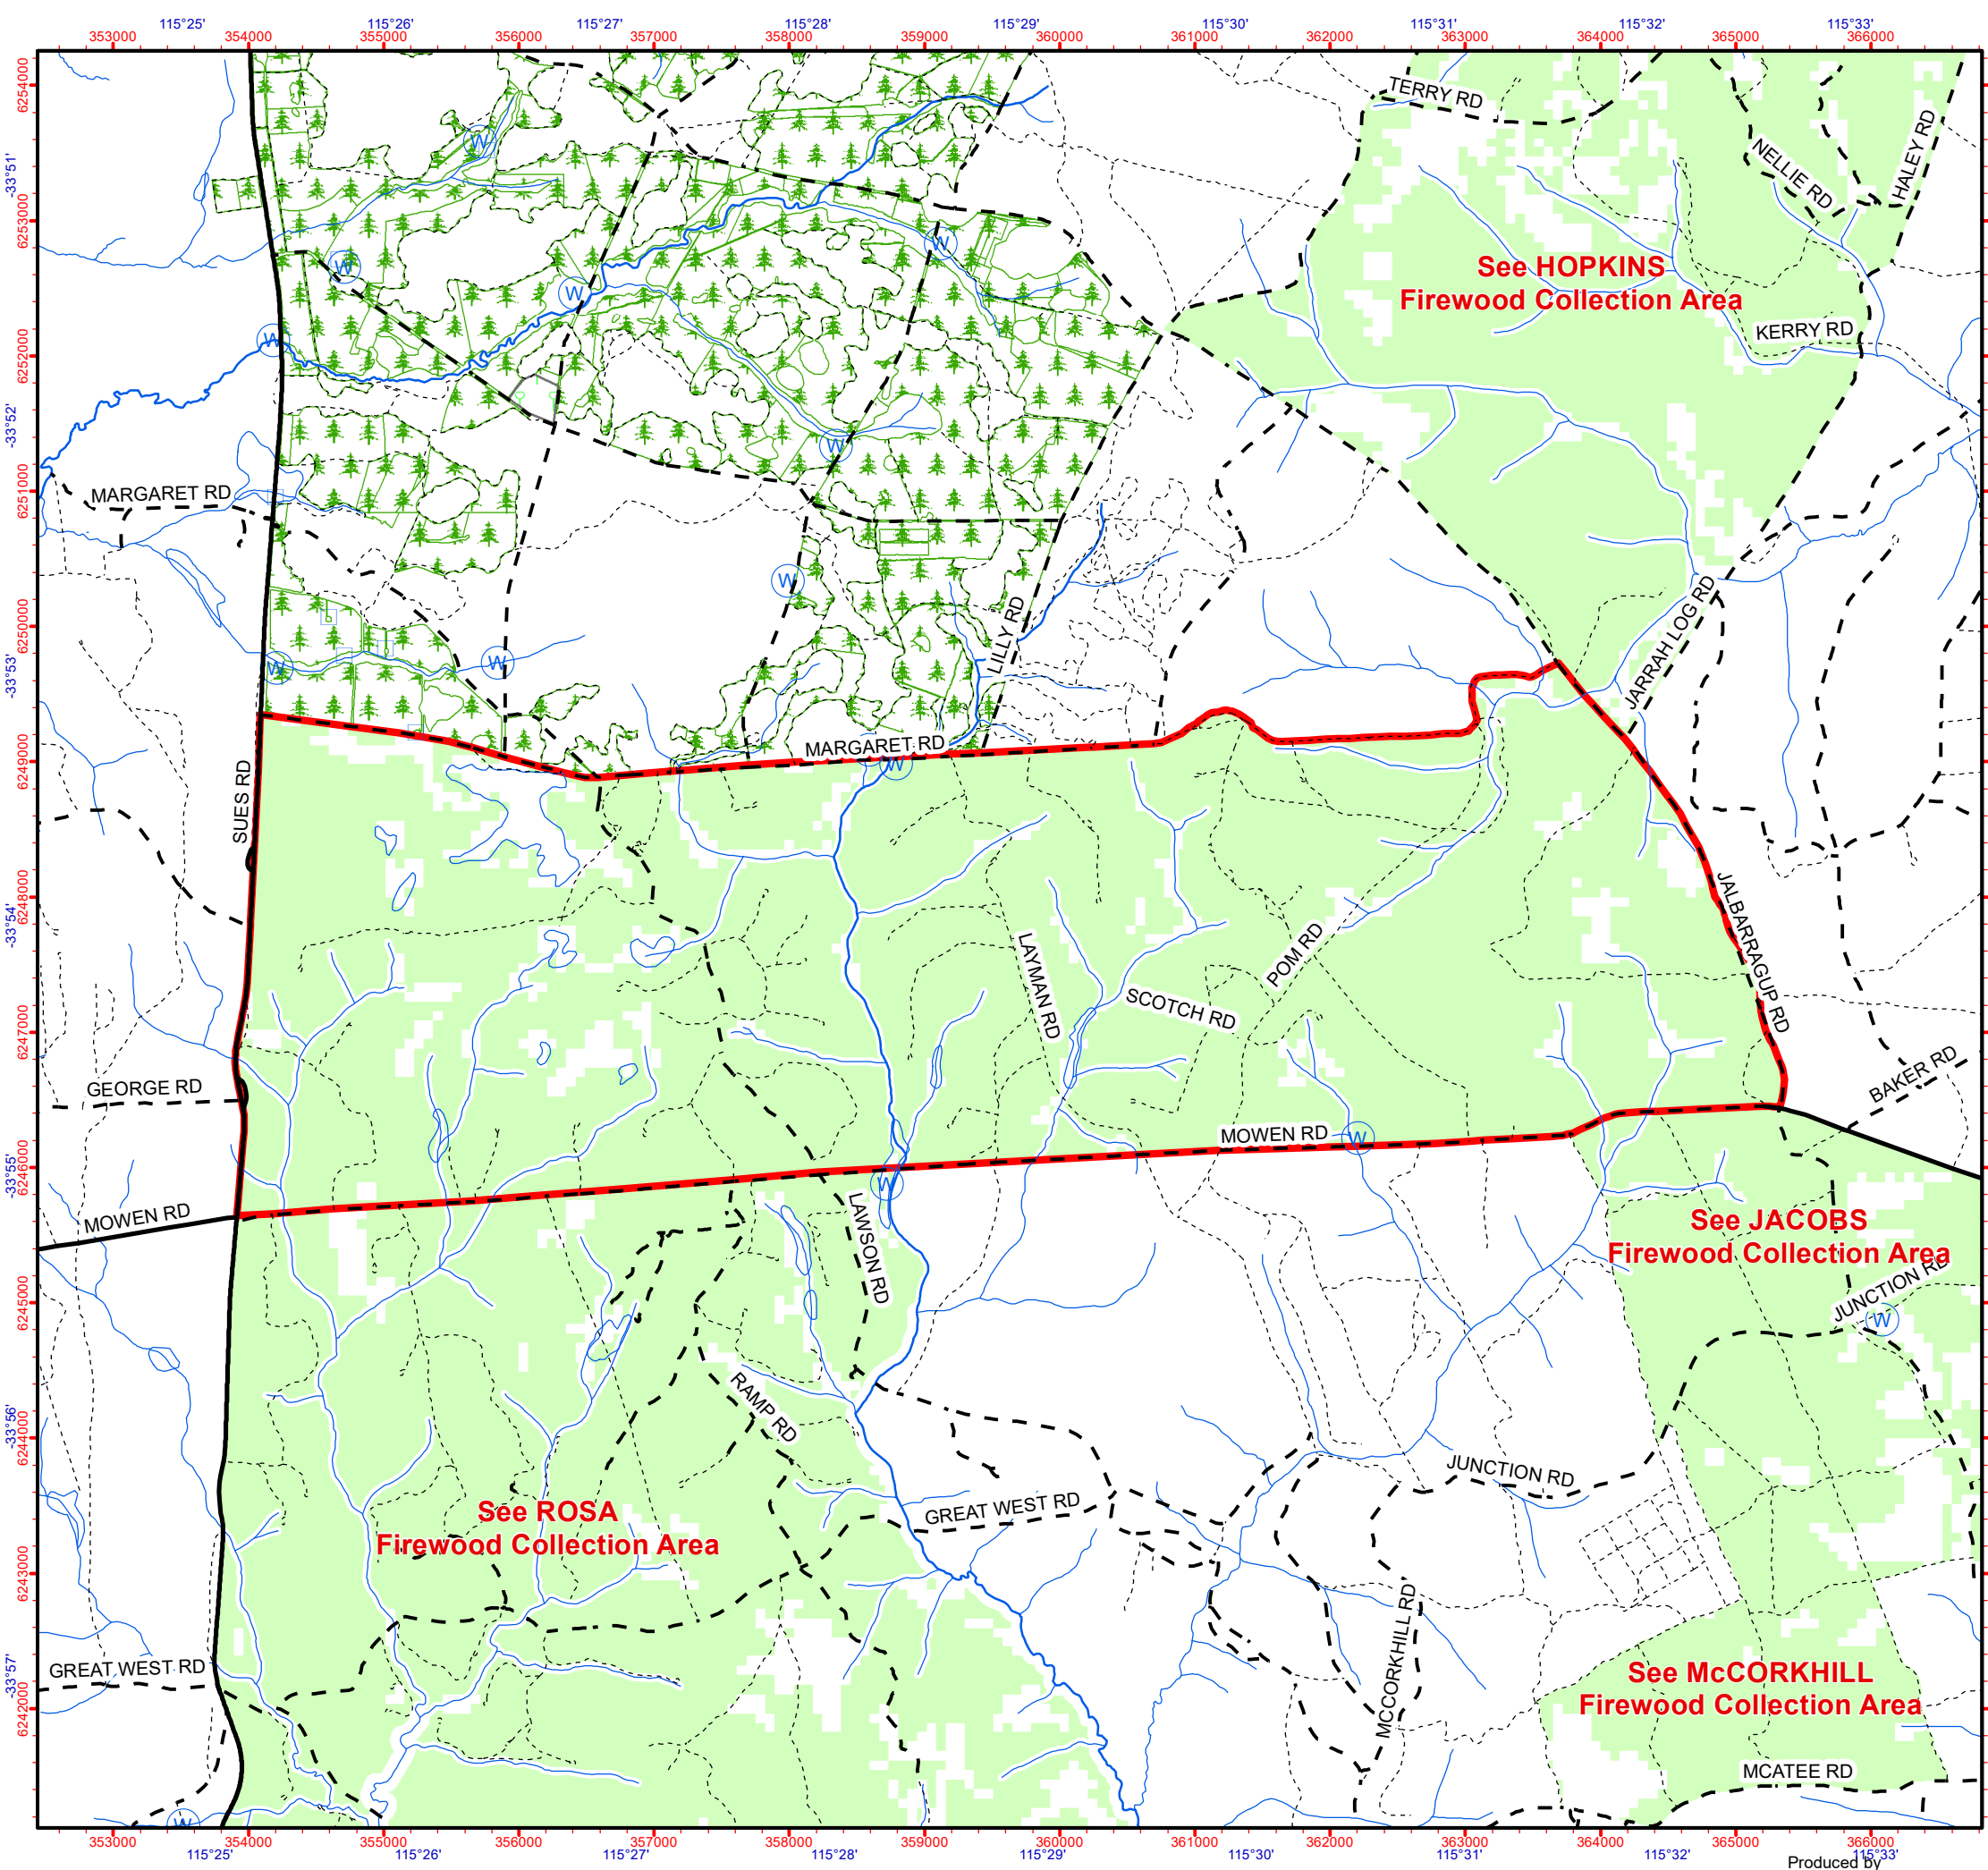 115°25' 115°26' 115°27' 115°28' 115°29' 115°30' 115°31' 115°32' 115°33'
353000 354000 355000 356000 357000 358000 359000 360000 361000 362000 363000 364000 365000 366000
6254000
-33°51'
6253000
6252000
-33°52'
6251000
6250000
-33°53'
6249000
6248000
-33°54'
6247000
6246000
-33°55'
6245000
6244000
-33°56'
6243000
-33°57'
6242000
TERRY RD
NELLIE RD
HALEY RD
W
W
W
W
W
See HOPKINS
Firewood Collection Area
KERRY RD
W
MARGARET RD
W
W
W
LILLY RD
JARRAH LOG RD
MARGARET RD
W
SUES RD
JALBARRAGUP RD
LAYMAN RD
POM RD
SCOTCH RD
GEORGE RD
BAKER RD
MOWEN RD
W
W
MOWEN RD
LAWSON RD
See JACOBS
Firewood Collection Area
JUNCTION RD
W
RAMP RD
JUNCTION RD
GREAT WEST RD
See ROSA
Firewood Collection Area
MCCORKHILL RD
GREAT WEST RD
See McCORKHILL
Firewood Collection Area
MCATEE RD
W
353000 354000 355000 356000 357000 358000 359000 360000 361000 362000 363000 364000 365000 366000
115°25' 115°26' 115°27' 115°28' 115°29' 115°30' 115°31' 115°32' 115°33'
Produced by